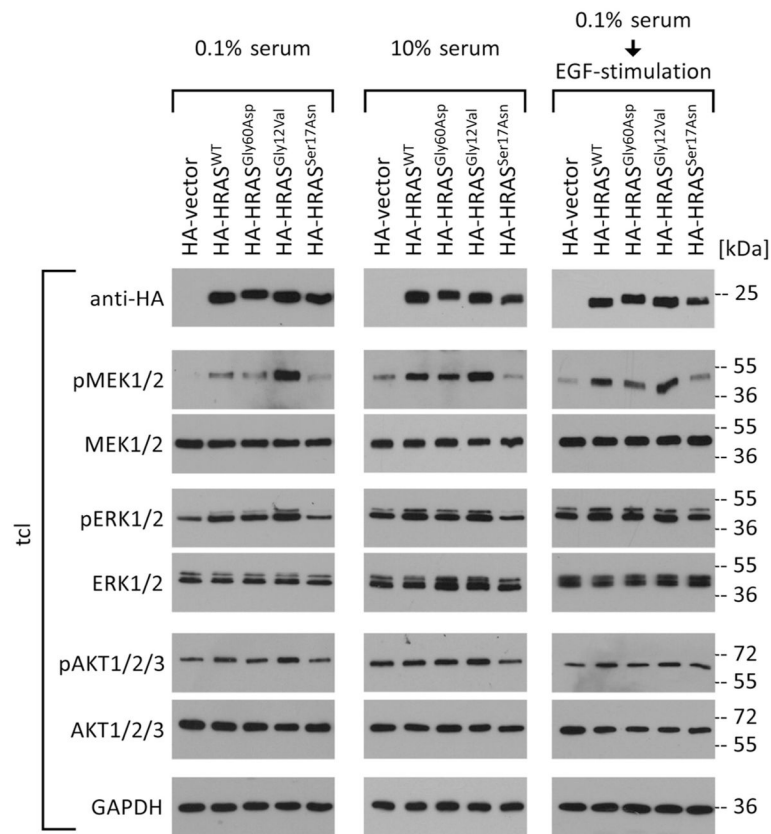 0.1% serum
10% serum
0.1% serum
EGF-stimulation
HA-vector
HA-HRASWT
HA-HRASGly60Asp
HA-HRASGly12Val
HA-HRASSer17Asn
HA-vector
HA-HRASWT
HA-HRASGly60Asp
HA-HRASGly12Val
HA-HRASSer17Asn
HA-vector
HA-HRASWT
HA-HRASGly60Asp
HA-HRASGly12Val
HA-HRASSer17Asn
[kDa]
tcl
anti-HA
-- 25
pMEK1/2
-- 55
-- 36
MEK1/2
-- 55
-- 36
pERK1/2
-- 55
-- 36
ERK1/2
-- 55
-- 36
pAKT1/2/3
-- 72
-- 55
AKT1/2/3
-- 72
-- 55
GAPDH
-- 36